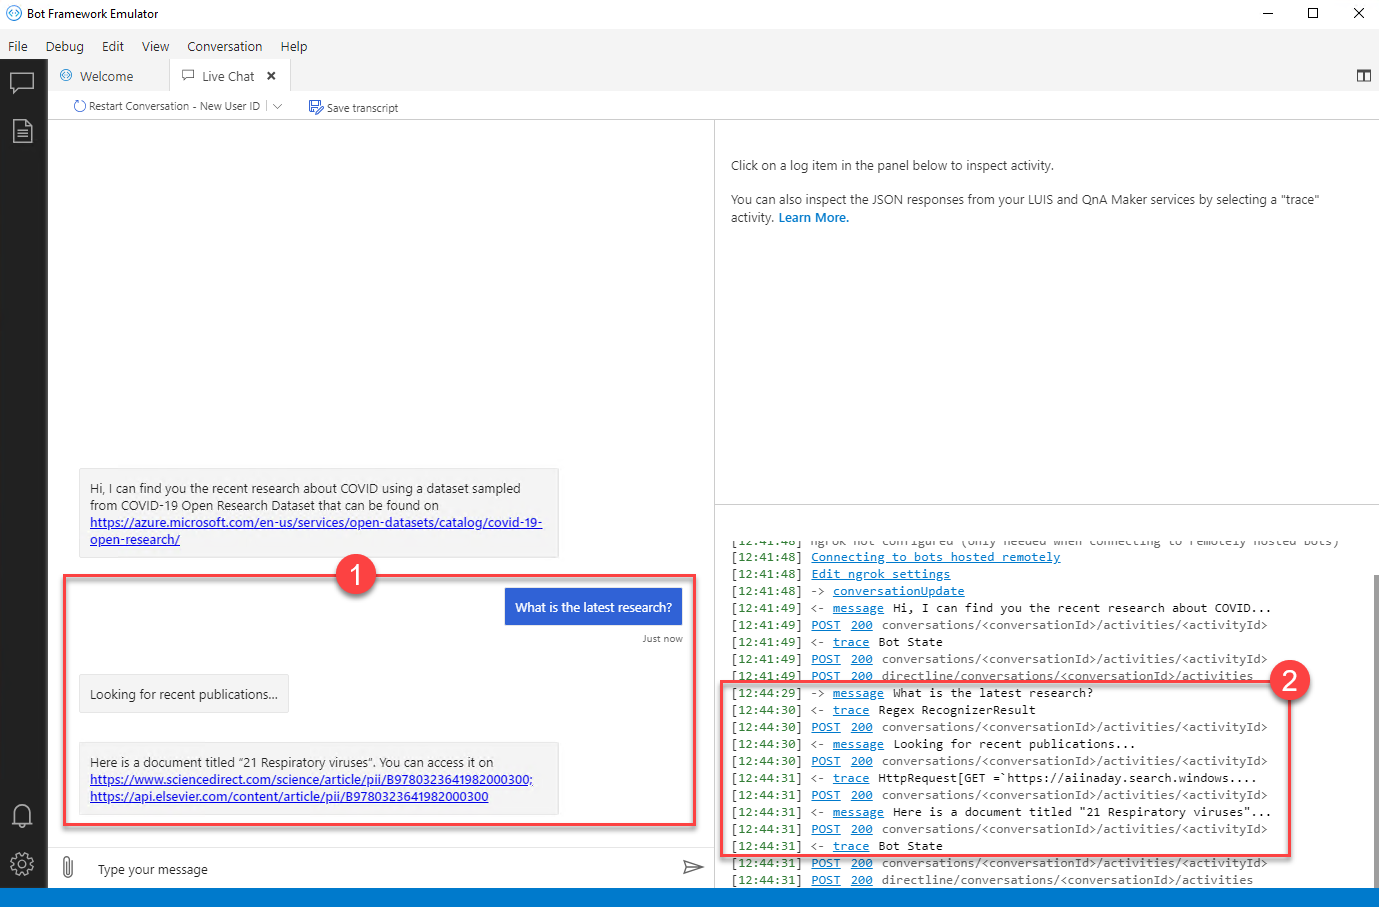 Bot Framework Emulator
File Debug Edit View Conversation Help
Welcome
Live Chat
Restart Conversation - New User ID
Save transcript
Hi, I can find you the recent research about COVID using a dataset sampled
from COVID-19 Open Research Dataset that can be found on
https://azure.microsoft.com/en-us/services/open-datasets/catalog/covid-19-
open-research/
1
What is the latest research?
Just now
Looking for recent publications...
Here is a document titled “21 Respiratory viruses”. You can access it on
https://www.sciencedirect.com/science/article/pii/B9780323641982000300;
https://api.elsevier.com/content/article/pii/B9780323641982000300
Type your message
Click on a log item in the panel below to inspect activity.
You can also inspect the JSON responses from your LUIS and QnA Maker services by selecting a "trace"
activity. Learn More.
[12:41:48] ngrok not configured (only needed when connecting to remotely hosted bots)
[12:41:48] Connecting to bots hosted remotely
[12:41:48] Edit ngrok settings
[12:41:48] -> conversationUpdate
[12:41:49] <- message Hi, I can find you the recent research about COVID...
[12:41:49] POST 200 conversations/<conversationId>/activities/<activityId>
[12:41:49] <- trace Bot State
[12:41:49] POST 200 conversations/<conversationId>/activities/<activityId>
[12:41:49] POST 200 directline/conversations/<conversationId>/activities
2
[12:44:29] -> message What is the latest research?
[12:44:30] <- trace Regex RecognizerResult
[12:44:30] POST 200 conversations/<conversationId>/activities/<activityId>
[12:44:30] <- message Looking for recent publications...
[12:44:30] POST 200 conversations/<conversationId>/activities/<activityId>
[12:44:31] <- trace HttpRequest[GET =`https://aiinaday.search.windows....
[12:44:31] POST 200 conversations/<conversationId>/activities/<activityId>
[12:44:31] <- message Here is a document titled "21 Respiratory viruses"...
[12:44:31] POST 200 conversations/<conversationId>/activities/<activityId>
[12:44:31] <- trace Bot State
[12:44:31] POST 200 conversations/<conversationId>/activities/<activityId>
[12:44:31] POST 200 directline/conversations/<conversationId>/activities